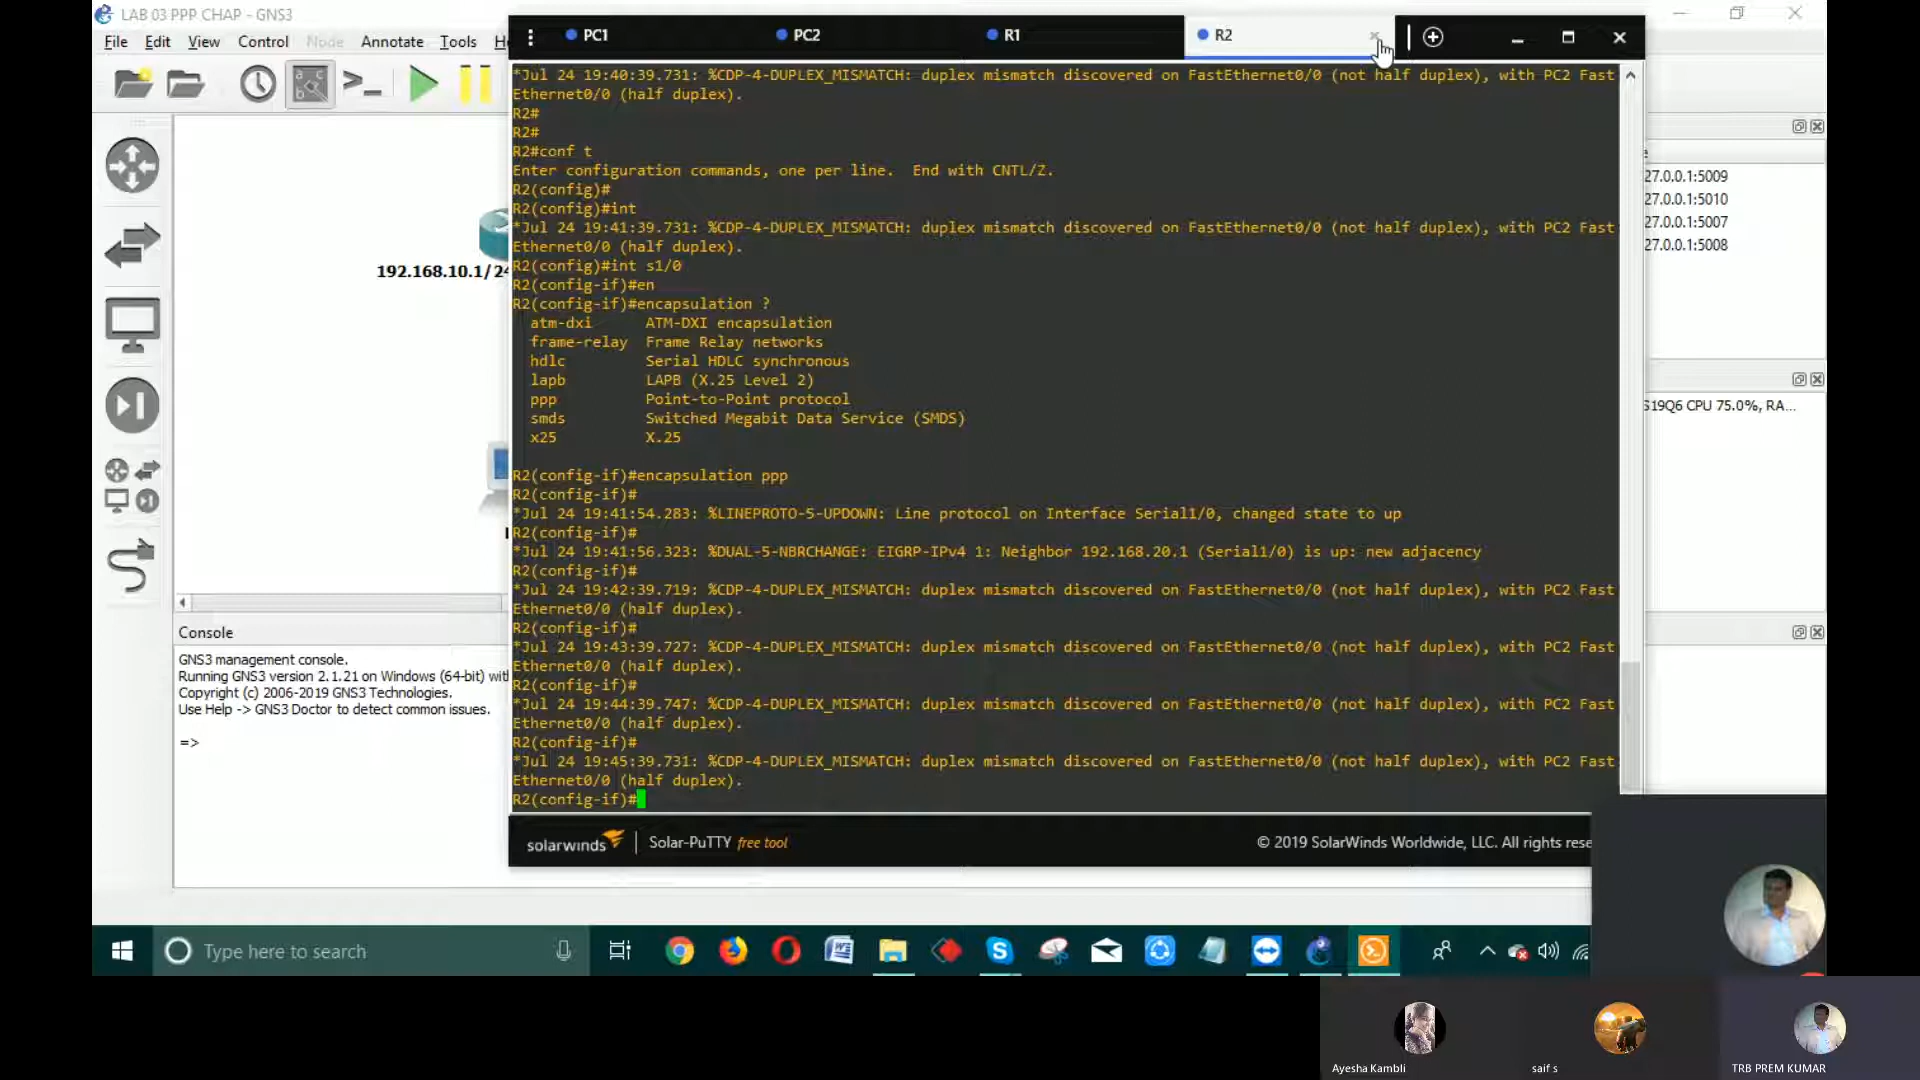 LAB 03 PPP CHAP - GNS3
File Edit View Control Node Annotate Tools H
PC1
PC2
R1
R2
*Jul 24 19:40:39.731: %CDP-4-DUPLEX_MISMATCH: duplex mismatch discovered on FastEthernet0/0 (not half duplex), with PC2 Fast
Ethernet0/0 (half duplex).
R2#
R2#
R2#conf t
Enter configuration commands, one per line.  End with CNTL/Z.
R2(config)#
R2(config)#int
*Jul 24 19:41:39.731: %CDP-4-DUPLEX_MISMATCH: duplex mismatch discovered on FastEthernet0/0 (not half duplex), with PC2 Fast
Ethernet0/0 (half duplex).
R2(config)#int s1/0
R2(config-if)#en
R2(config-if)#encapsulation ?
atm-dxi ATM-DXI encapsulation
frame-relay Frame Relay networks
hdlc Serial HDLC synchronous
lapb LAPB (X.25 Level 2)
ppp Point-to-Point protocol
smds Switched Megabit Data Service (SMDS)
x25 X.25
R2(config-if)#encapsulation ppp
R2(config-if)#
*Jul 24 19:41:54.283: %LINEPROTO-5-UPDOWN: Line protocol on Interface Serial1/0, changed state to up
R2(config-if)#
*Jul 24 19:41:56.323: %DUAL-5-NBRCHANGE: EIGRP-IPv4 1: Neighbor 192.168.20.1 (Serial1/0) is up: new adjacency
R2(config-if)#
*Jul 24 19:42:39.719: %CDP-4-DUPLEX_MISMATCH: duplex mismatch discovered on FastEthernet0/0 (not half duplex), with PC2 Fast
Ethernet0/0 (half duplex).
R2(config-if)#
*Jul 24 19:43:39.727: %CDP-4-DUPLEX_MISMATCH: duplex mismatch discovered on FastEthernet0/0 (not half duplex), with PC2 Fast
Ethernet0/0 (half duplex).
R2(config-if)#
*Jul 24 19:44:39.747: %CDP-4-DUPLEX_MISMATCH: duplex mismatch discovered on FastEthernet0/0 (not half duplex), with PC2 Fast
Ethernet0/0 (half duplex).
R2(config-if)#
*Jul 24 19:45:39.731: %CDP-4-DUPLEX_MISMATCH: duplex mismatch discovered on FastEthernet0/0 (not half duplex), with PC2 Fast
Ethernet0/0 (half duplex).
R2(config-if)#
solarwinds Solar-PuTTY free tool © 2019 SolarWinds Worldwide, LLC. All rights rese
192.168.10.1/24
27.0.0.1:5009
27.0.0.1:5010
27.0.0.1:5007
27.0.0.1:5008
S19Q6 CPU 75.0%, RA...
Console
GNS3 management console.
Running GNS3 version 2.1.21 on Windows (64-bit) wit
Copyright (c) 2006-2019 GNS3 Technologies.
Use Help -> GNS3 Doctor to detect common issues.
=>
Type here to search
Ayesha Kambli
saif s
TRB PREM KUMAR